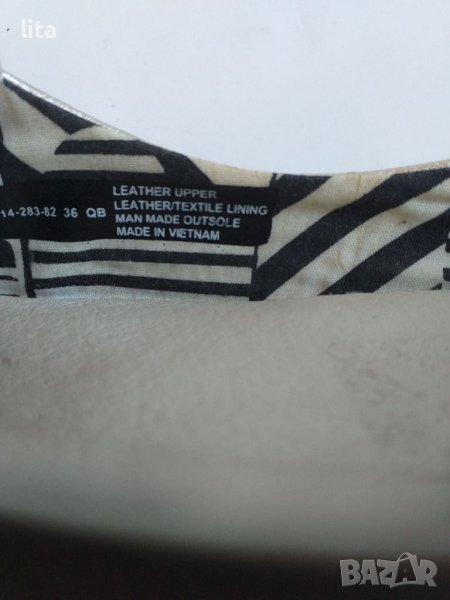 lita
LEATHER UPPER
LEATHER/TEXTILE LINING
14-283-82 36 QB MAN MADE OUTSOLE
MADE IN VIETNAM
BAZAR